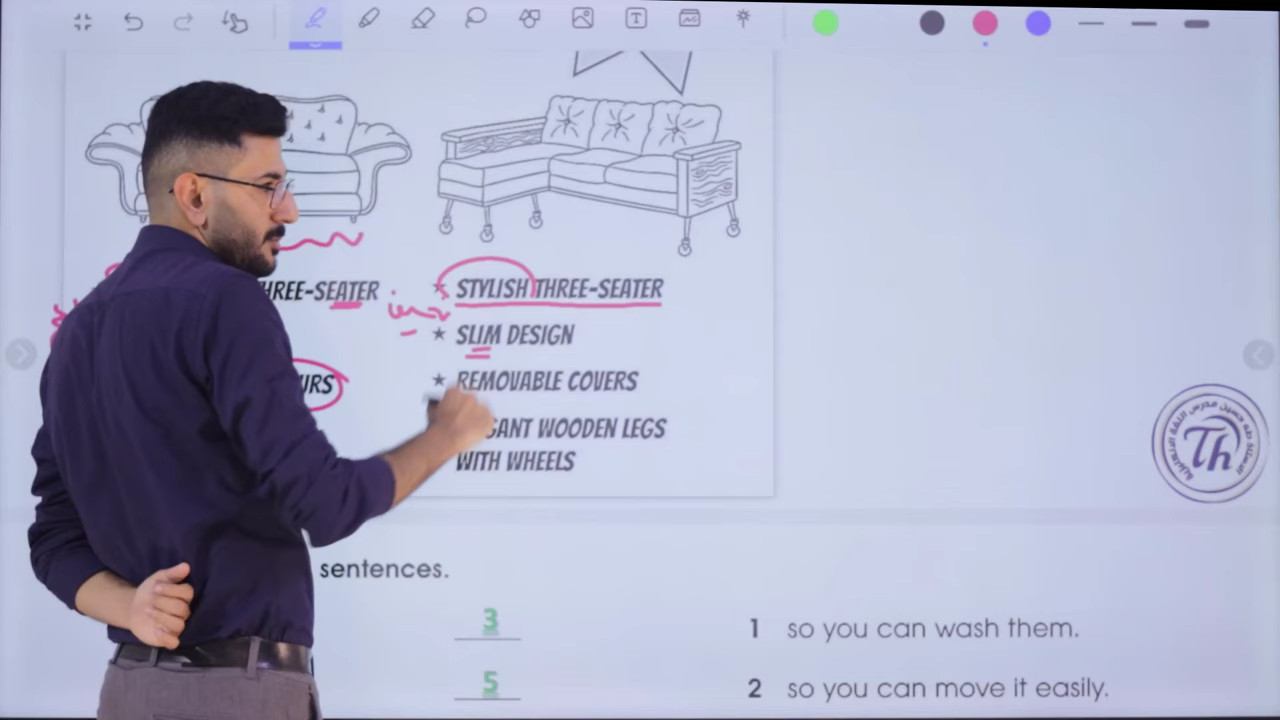 THREE-SEATER
STYLISH THREE-SEATER
SLIM DESIGN
REMOVABLE COVERS
WOODEN LEGS
WITH WHEELS
sentences.
3
1 so you can wash them.
5
2 so you can move it easily.
Th